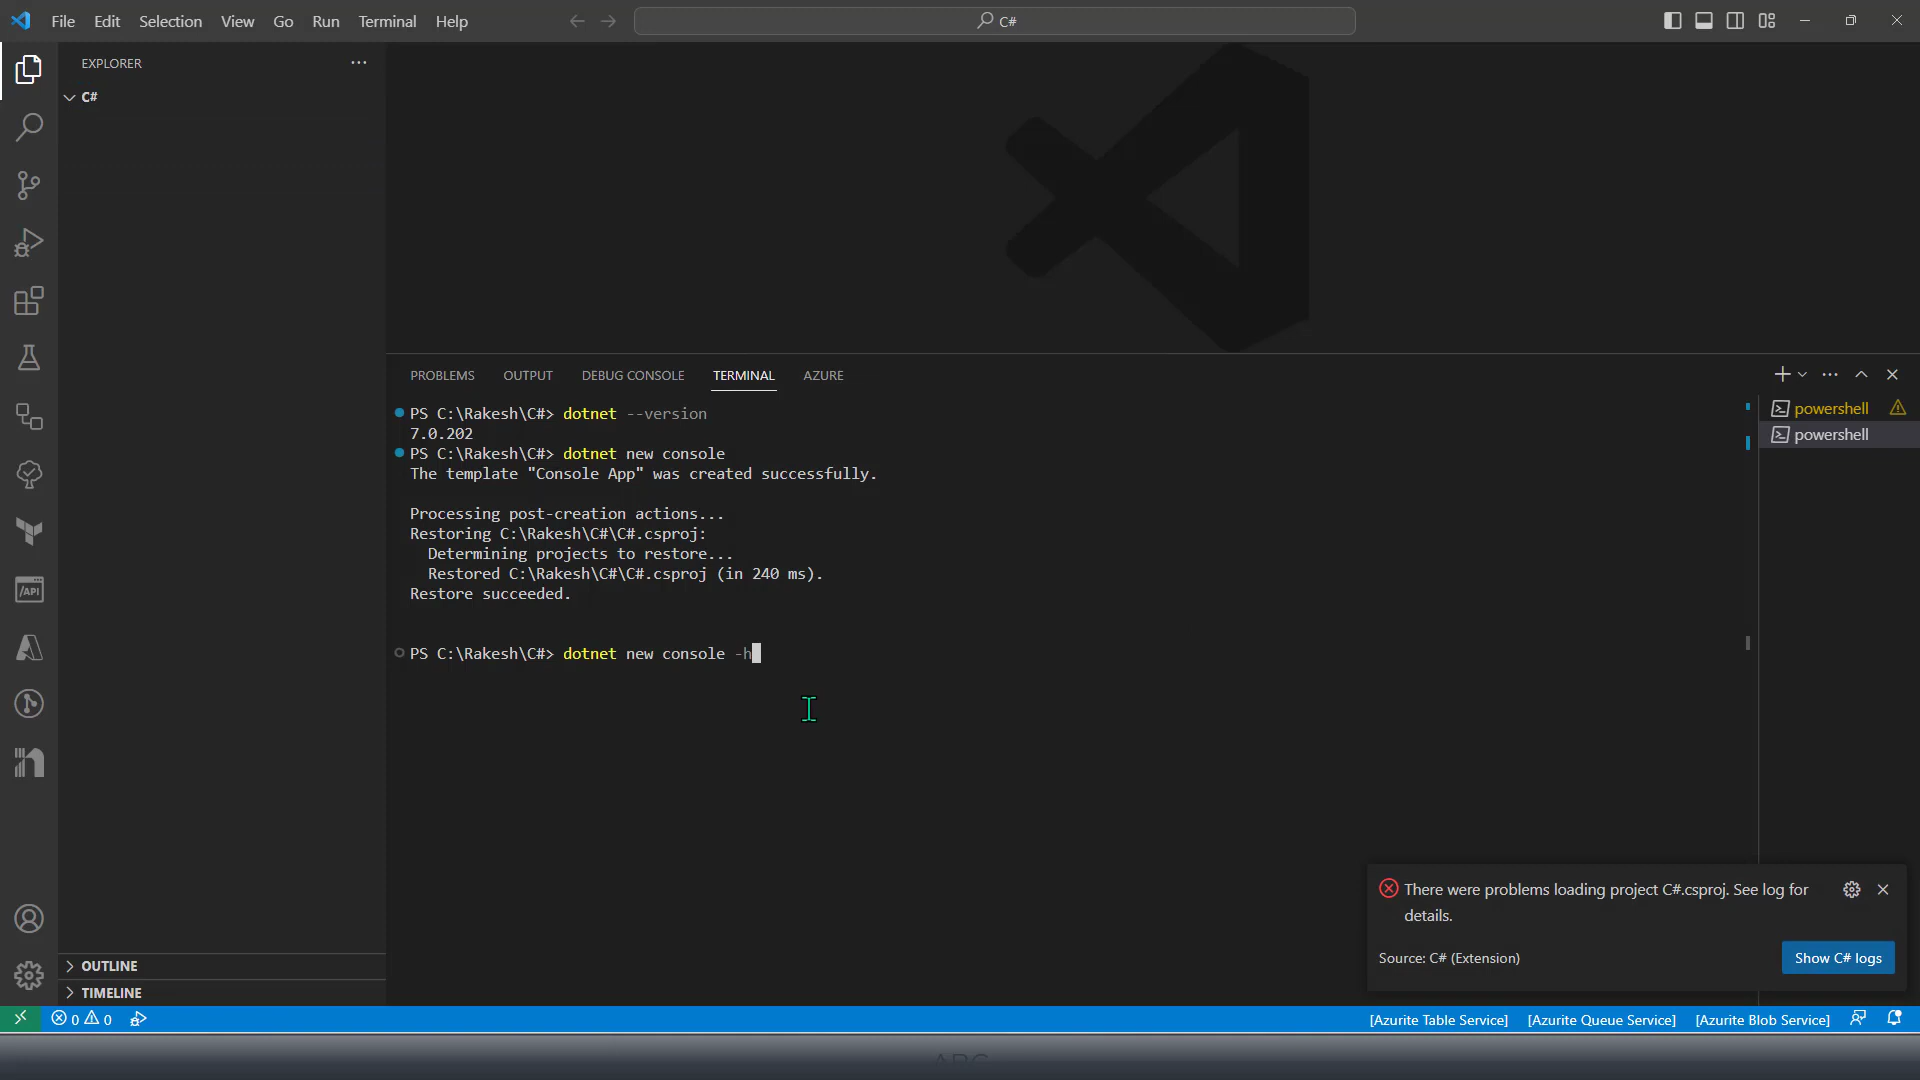 File Edit Selection View Go Run Terminal Help
C#
EXPLORER
C#
PROBLEMS OUTPUT DEBUG CONSOLE TERMINAL AZURE
PS C:\Rakesh\C#> dotnet --version
7.0.202
PS C:\Rakesh\C#> dotnet new console
The template "Console App" was created successfully.
Processing post-creation actions...
Restoring C:\Rakesh\C#\C#.csproj:
Determining projects to restore...
Restored C:\Rakesh\C#\C#.csproj (in 240 ms).
Restore succeeded.
PS C:\Rakesh\C#> dotnet new console -h
powershell
powershell
/API
There were problems loading project C#.csproj. See log for
details.
Source: C# (Extension)
Show C# logs
OUTLINE
TIMELINE
0 0
[Azurite Table Service] [Azurite Queue Service] [Azurite Blob Service]